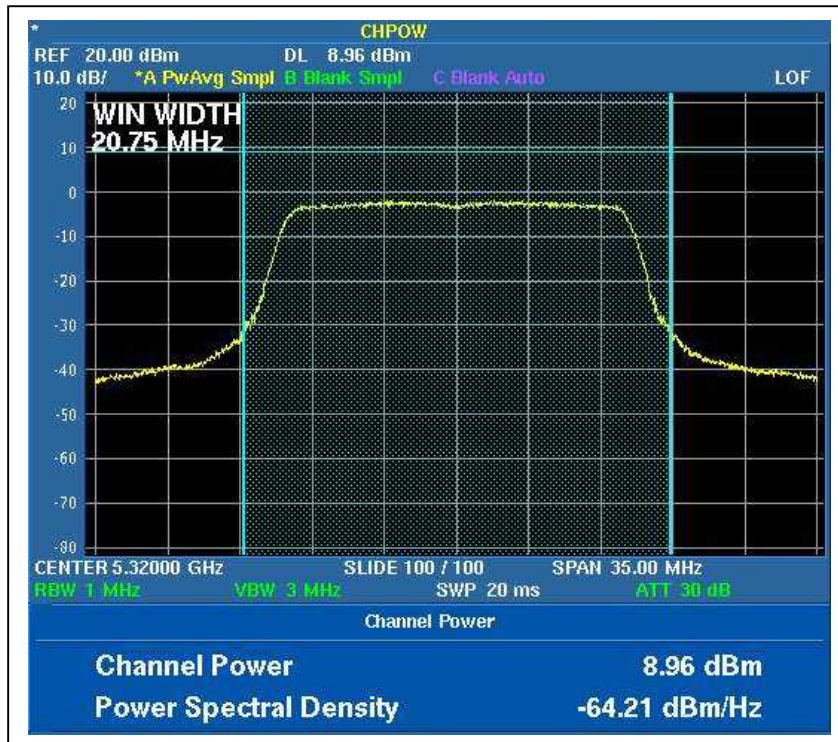 *
CHPOW
REF 20.00 dBm DL 8.96 dBm
10.0 dB/ *A PwAvg Smpl B Blank Smpl C Blank Auto LOF
WIN WIDTH
20.75 MHz
20
10
0
-10
-20
-30
-40
-50
-60
-70
-80
CENTER 5.32000 GHz SLIDE 100 / 100 SPAN 35.00 MHz
RBW 1 MHz VBW 3 MHz SWP 20 ms ATT 30 dB
Channel Power
Channel Power 8.96 dBm
Power Spectral Density -64.21 dBm/Hz